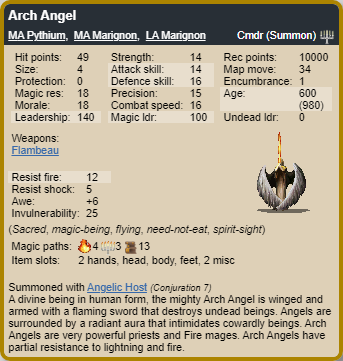 Arch Angel
MA Pythium, MA Marignon, LA Marignon Cmdr (Summon)
Hit points: 49 Strength: 14 Rec points: 10000
Size: 4 Attack skill: 14 Map move: 34
Protection: 0 Defence skill: 16 Encumbrance: 1
Magic res: 18 Precision: 15 Age: 600
Morale: 18 Combat speed: 16 (980)
Leadership: 140 Magic ldr: 100 Undead ldr: 0
Weapons:
Flambeau
Resist fire: 12
Resist shock: 5
Awe: +6
Invulnerability: 25
(Sacred, magic-being, flying, need-not-eat, spirit-sight)
Magic paths: 4 3 13
Item slots: 2 hands, head, body, feet, 2 misc
Summoned with Angelic Host (Conjuration 7)
A divine being in human form, the mighty Arch Angel is winged and
armed with a flaming sword that destroys undead beings. Angels are
surrounded by a radiant aura that intimidates cowardly beings. Arch
Angels are very powerful priests and Fire mages. Arch Angels have
partial resistance to lightning and fire.